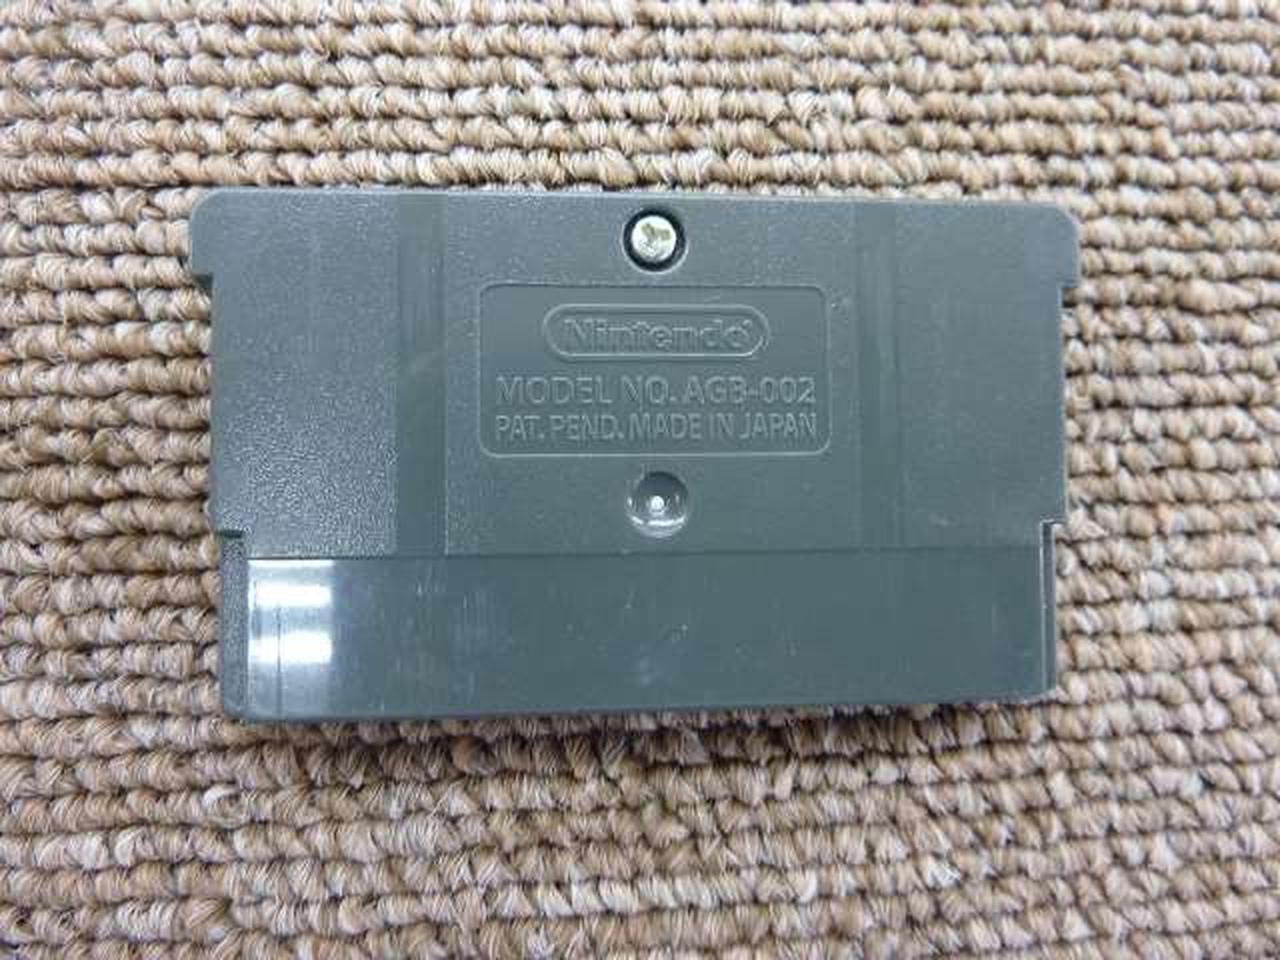 Nintendo
MODEL NO. AGB-002
PAT. PEND. MADE IN JAPAN